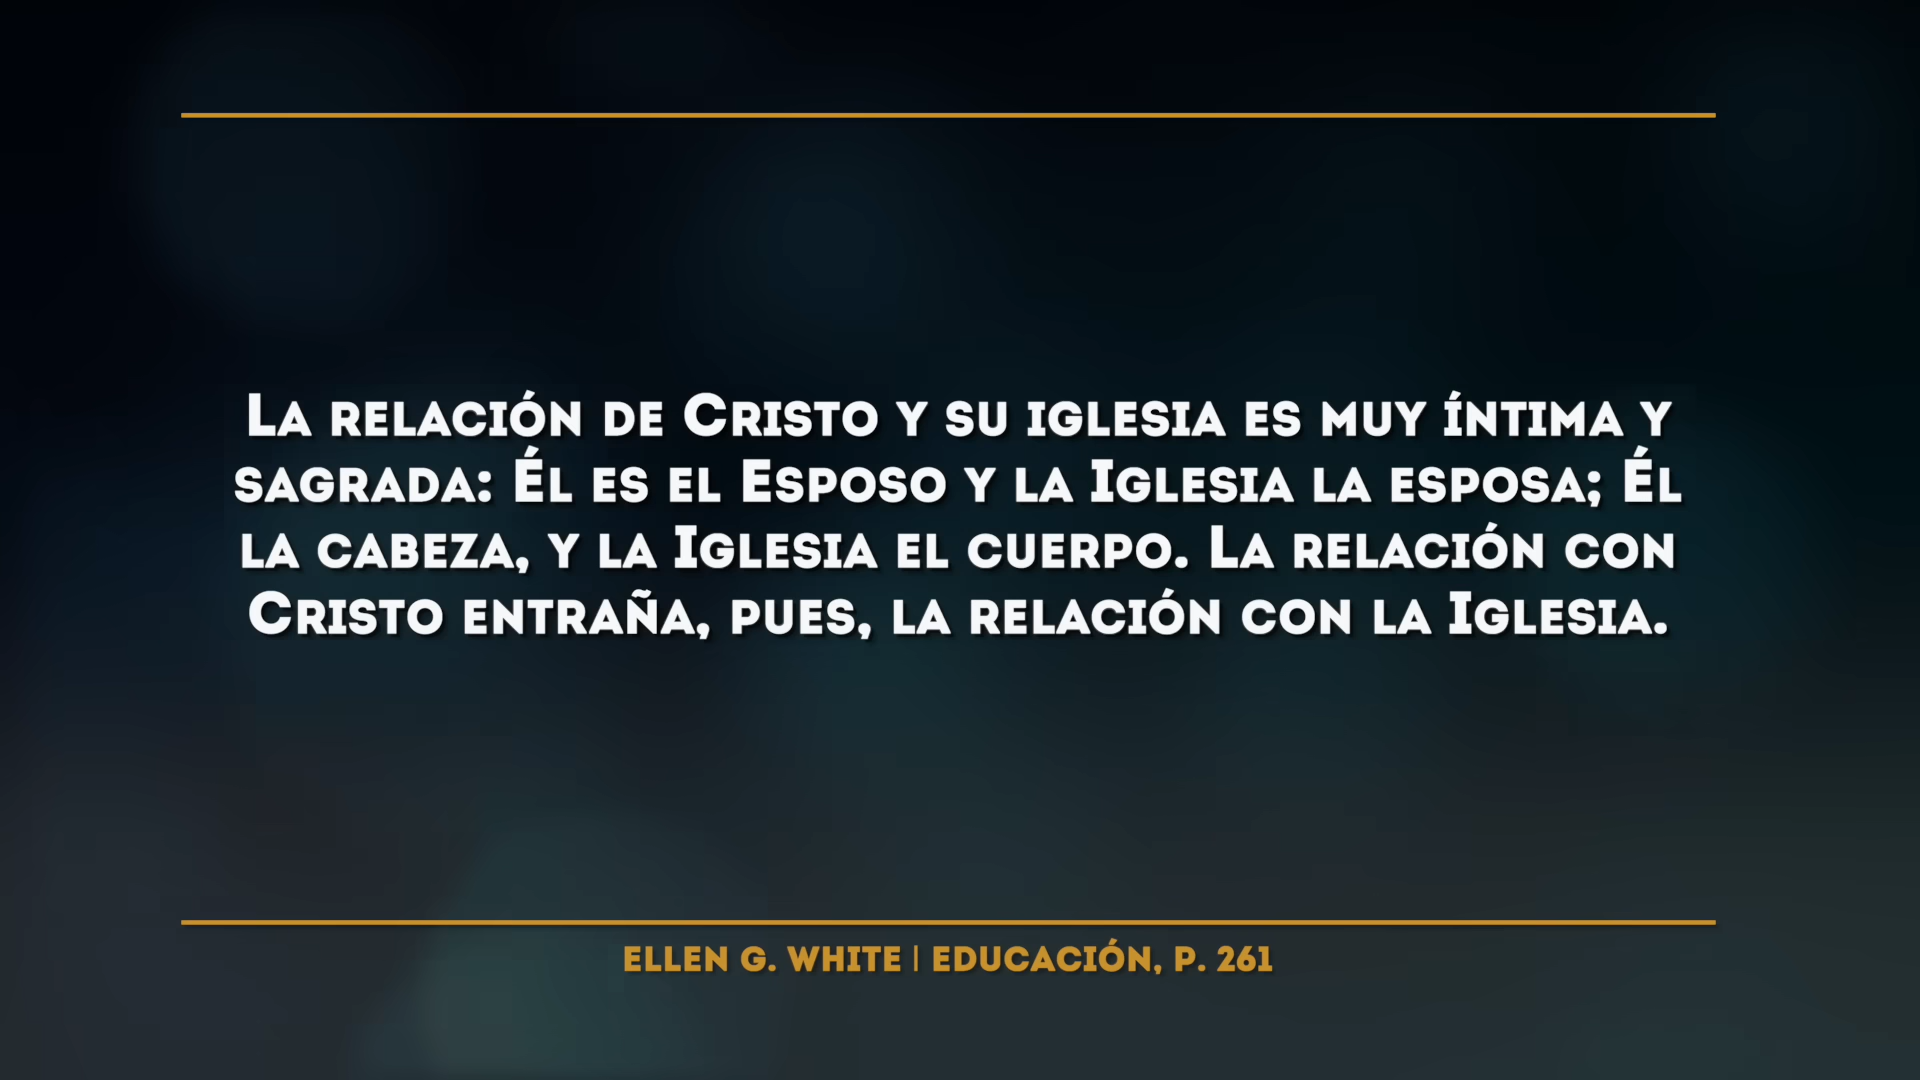 La relación de Cristo y su iglesia es muy íntima y
sagrada: Él es el Esposo y la Iglesia la esposa; Él
la cabeza, y la Iglesia el cuerpo. La relación con
Cristo entraña, pues, la relación con la Iglesia.
ELLEN G. WHITE | EDUCACIÓN, P. 261